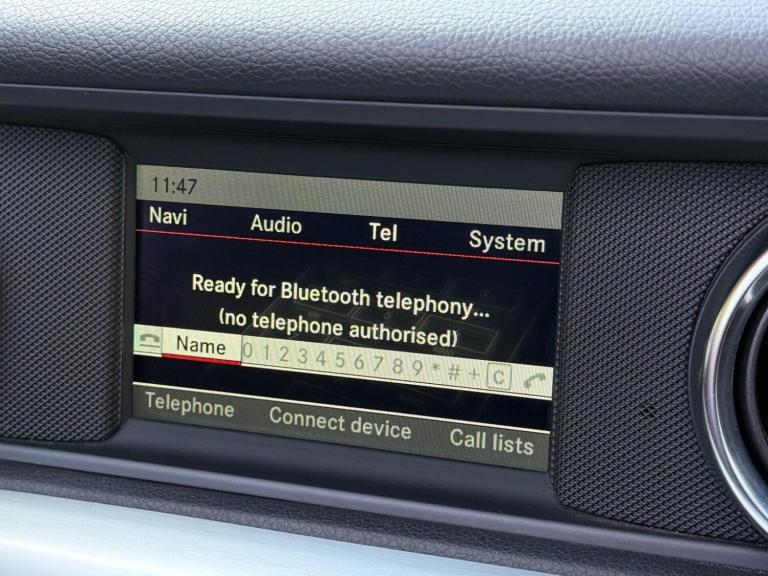 11:47
Navi Audio Tel System
Ready for Bluetooth telephony...
(no telephone authorised)
Name 0 1 2 3 4 5 6 7 8 9 * # + C
Telephone Connect device Call lists